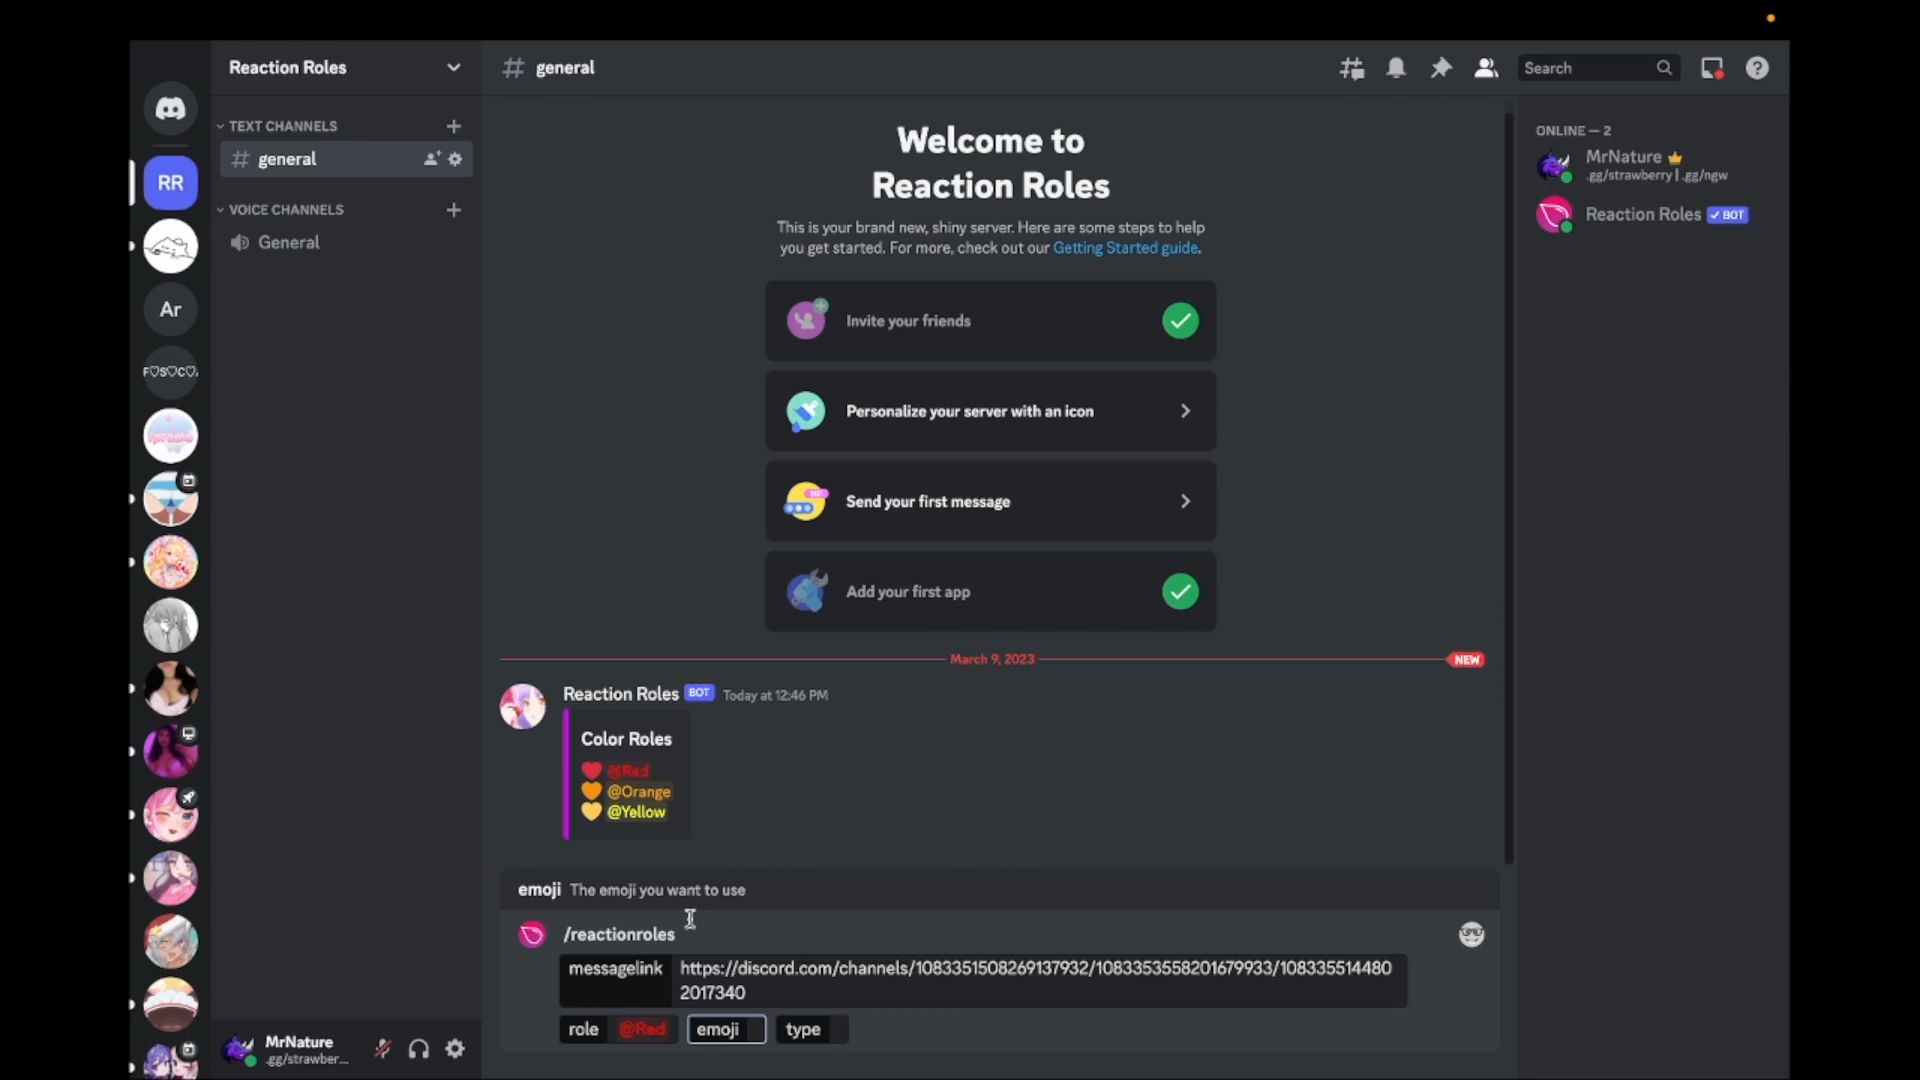 Reaction Roles
TEXT CHANNELS
general
VOICE CHANNELS
General
RR
Ar
F♡S♡C♡
MrNature
.gg/strawber...
# general
Search
Welcome to
Reaction Roles
This is your brand new, shiny server. Here are some steps to help
you get started. For more, check out our Getting Started guide.
Invite your friends
Personalize your server with an icon
Send your first message
Add your first app
March 9, 2023
NEW
Reaction Roles BOT Today at 12:46 PM
Color Roles
@Red
@Orange
@Yellow
emoji The emoji you want to use
/reactionroles
messagelink https://discord.com/channels/1083351508269137932/1083353558201679933/108335514480
2017340
role @Red emoji type
ONLINE — 2
MrNature
.gg/strawberry | .gg/ngw
Reaction Roles ✓ BOT